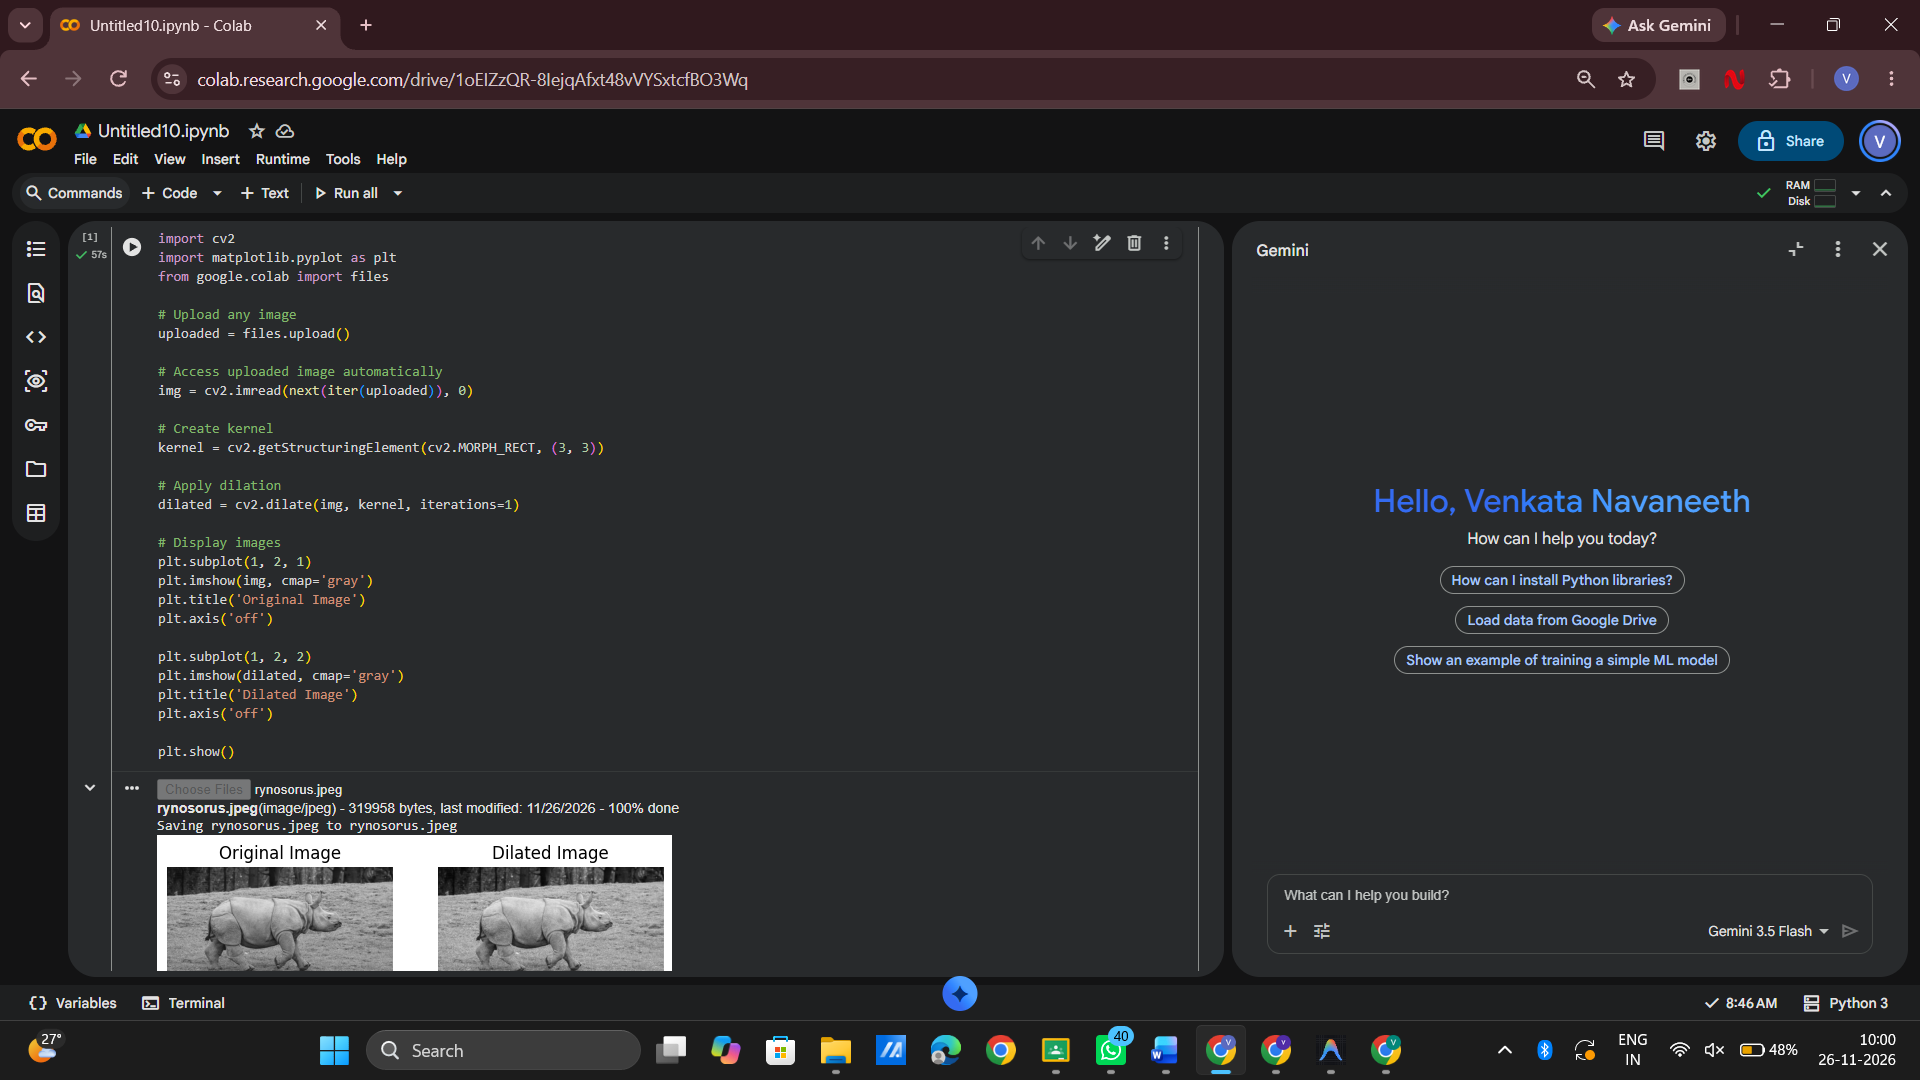 Untitled10.ipynb - Colab
Ask Gemini
colab.research.google.com/drive/1oEIZzQR-8IejqAfxt48vVYSxtcfBO3Wq
V
Untitled10.ipynb
File Edit View Insert Runtime Tools Help
Share
V
Commands + Code + Text Run all
RAM
Disk
[1]
57s
import cv2
import matplotlib.pyplot as plt
from google.colab import files
# Upload any image
uploaded = files.upload()
# Access uploaded image automatically
img = cv2.imread(next(iter(uploaded)), 0)
# Create kernel
kernel = cv2.getStructuringElement(cv2.MORPH_RECT, (3, 3))
# Apply dilation
dilated = cv2.dilate(img, kernel, iterations=1)
# Display images
plt.subplot(1, 2, 1)
plt.imshow(img, cmap='gray')
plt.title('Original Image')
plt.axis('off')
plt.subplot(1, 2, 2)
plt.imshow(dilated, cmap='gray')
plt.title('Dilated Image')
plt.axis('off')
plt.show()
Choose Files rynosorus.jpeg
rynosorus.jpeg(image/jpeg) - 319958 bytes, last modified: 11/26/2026 - 100% done
Saving rynosorus.jpeg to rynosorus.jpeg
Original Image Dilated Image
Gemini
Hello, Venkata Navaneeth
How can I help you today?
How can I install Python libraries?
Load data from Google Drive
Show an example of training a simple ML model
What can I help you build?
Gemini 3.5 Flash
Variables Terminal
8:46 AM Python 3
27°
Search
40
ENG
IN
48%
10:00
26-11-2026